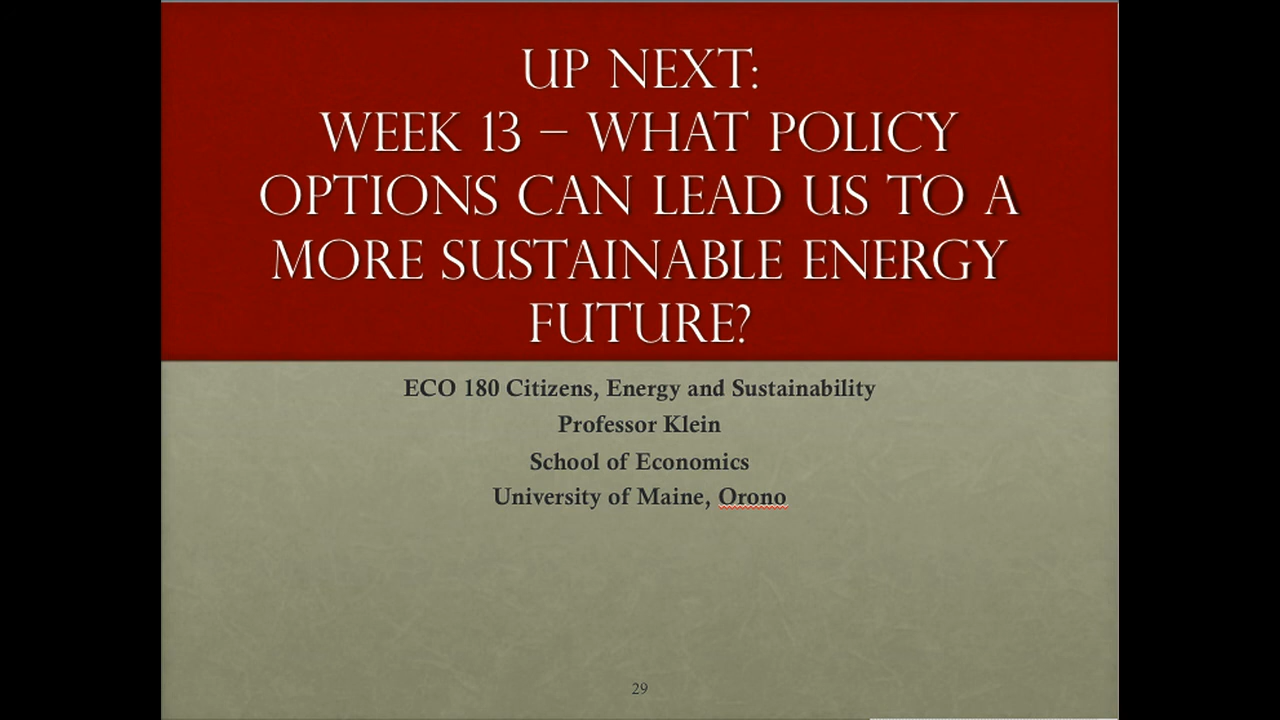 UP NEXT:
WEEK 13 – WHAT POLICY
OPTIONS CAN LEAD US TO A
MORE SUSTAINABLE ENERGY
FUTURE?
ECO 180 Citizens, Energy and Sustainability
Professor Klein
School of Economics
University of Maine, Orono
29